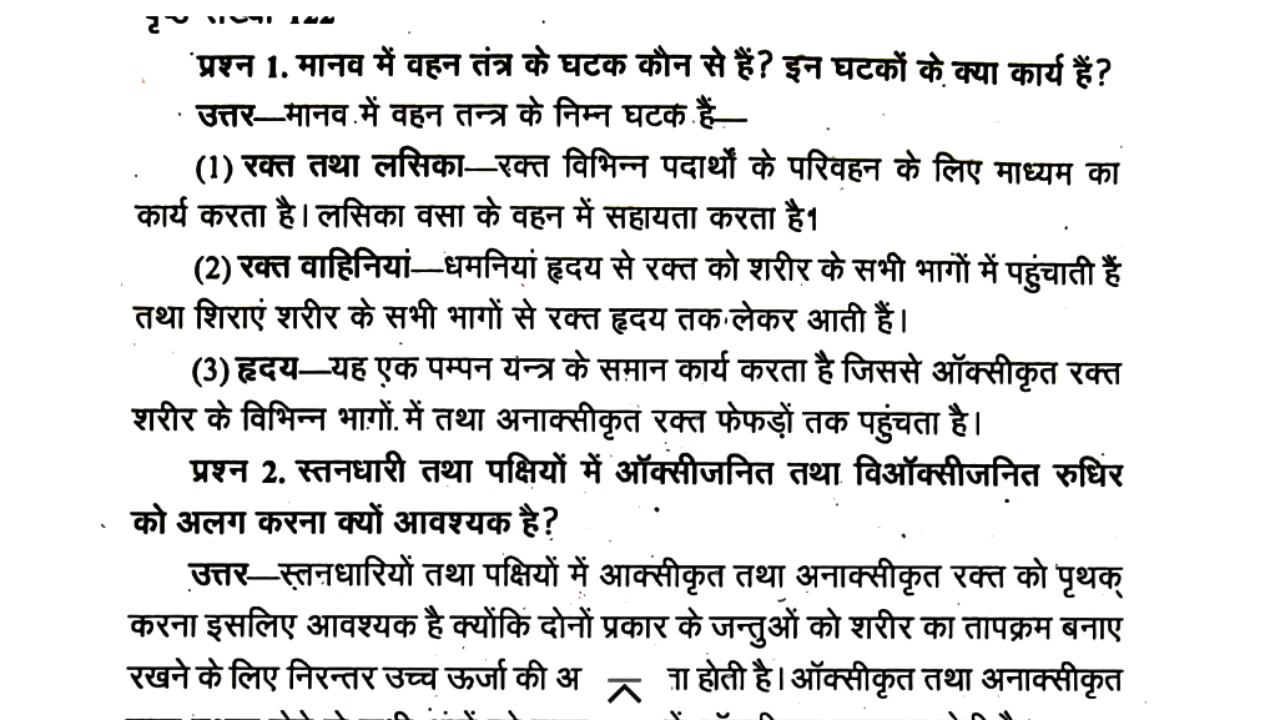 प्रश्न 1. मानव में वहन तंत्र के घटक कौन से हैं? इन घटकों के क्या कार्य हैं?
उत्तर—मानव में वहन तन्त्र के निम्न घटक हैं—
(1) रक्त तथा लसिका—रक्त विभिन्न पदार्थों के परिवहन के लिए माध्यम का
कार्य करता है। लसिका वसा के वहन में सहायता करता है1
(2) रक्त वाहिनियां—धमनियां हृदय से रक्त को शरीर के सभी भागों में पहुंचाती हैं
तथा शिराएं शरीर के सभी भागों से रक्त हृदय तक लेकर आती हैं।
(3) हृदय—यह एक पम्पन यन्त्र के समान कार्य करता है जिससे ऑक्सीकृत रक्त
शरीर के विभिन्न भागों में तथा अनाक्सीकृत रक्त फेफड़ों तक पहुंचता है।
प्रश्न 2. स्तनधारी तथा पक्षियों में ऑक्सीजनित तथा विऑक्सीजनित रुधिर
को अलग करना क्यों आवश्यक है?
उत्तर—स्तनधारियों तथा पक्षियों में आक्सीकृत तथा अनाक्सीकृत रक्त को पृथक्
करना इसलिए आवश्यक है क्योंकि दोनों प्रकार के जन्तुओं को शरीर का तापक्रम बनाए
रखने के लिए निरन्तर उच्च ऊर्जा की होती है। ऑक्सीकृत तथा अनाक्सीकृत